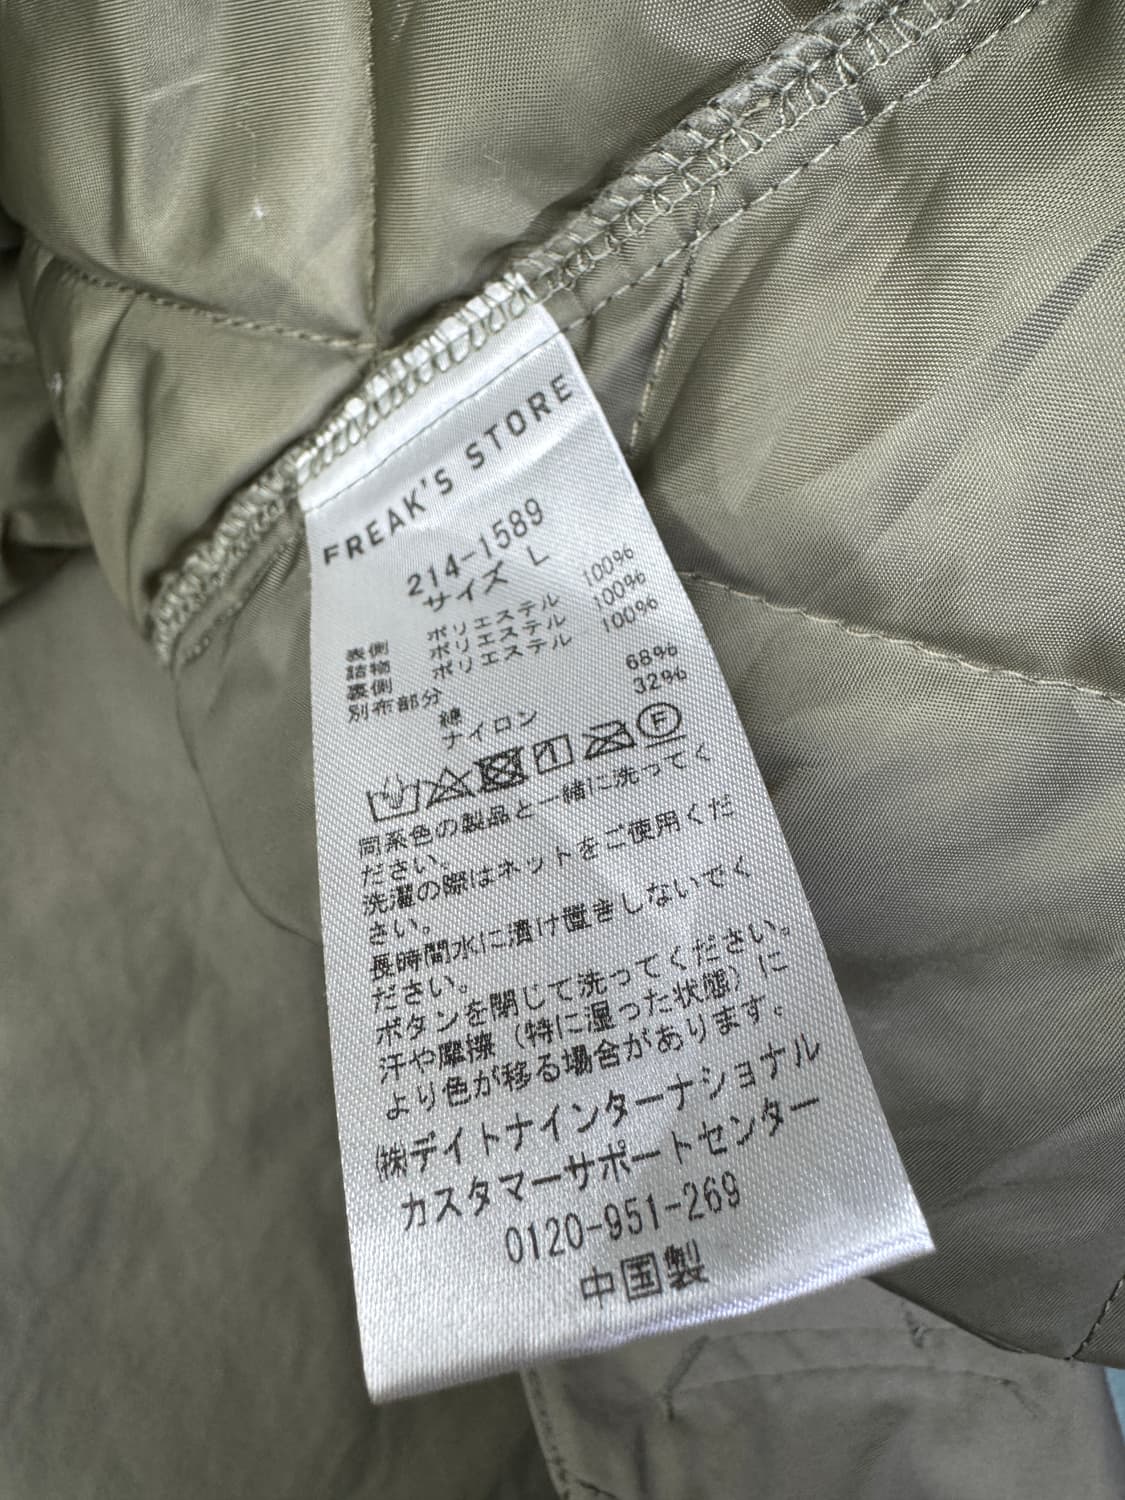 FREAK'S STORE
214-1589
サイズ L
表側 ポリエステル 100%
詰物 ポリエステル 100%
裏側 ポリエステル 100%
別布部分
綿 68%
ナイロン 32%
F
同系色の製品と一緒に洗ってく
ださい。
洗濯の際はネットをご使用くだ
さい。
長時間水に漬け置きしないでく
ださい。
ボタンを閉じて洗ってください。
汗や摩擦（特に湿った状態）に
より色が移る場合があります。
㈱デイトナインターナショナル
カスタマーサポートセンター
0120-951-269
中国製